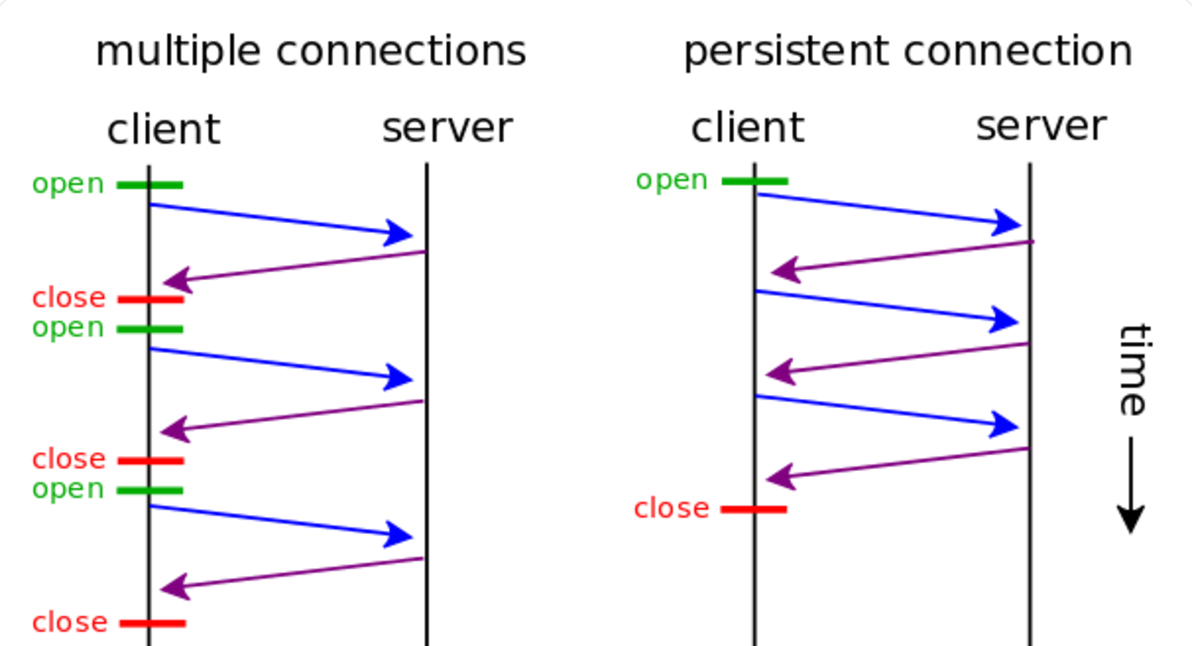 multiple connections
client server
open
close
open
close
open
close
persistent connection
client server
open
close
time